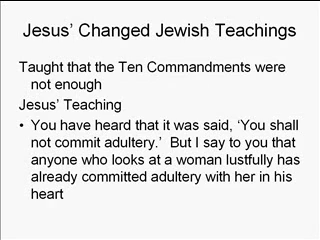 Jesus’ Changed Jewish Teachings
Taught that the Ten Commandments were
not enough
Jesus’ Teaching
• You have heard that it was said, ‘You shall
not commit adultery.’  But I say to you that
anyone who looks at a woman lustfully has
already committed adultery with her in his
heart